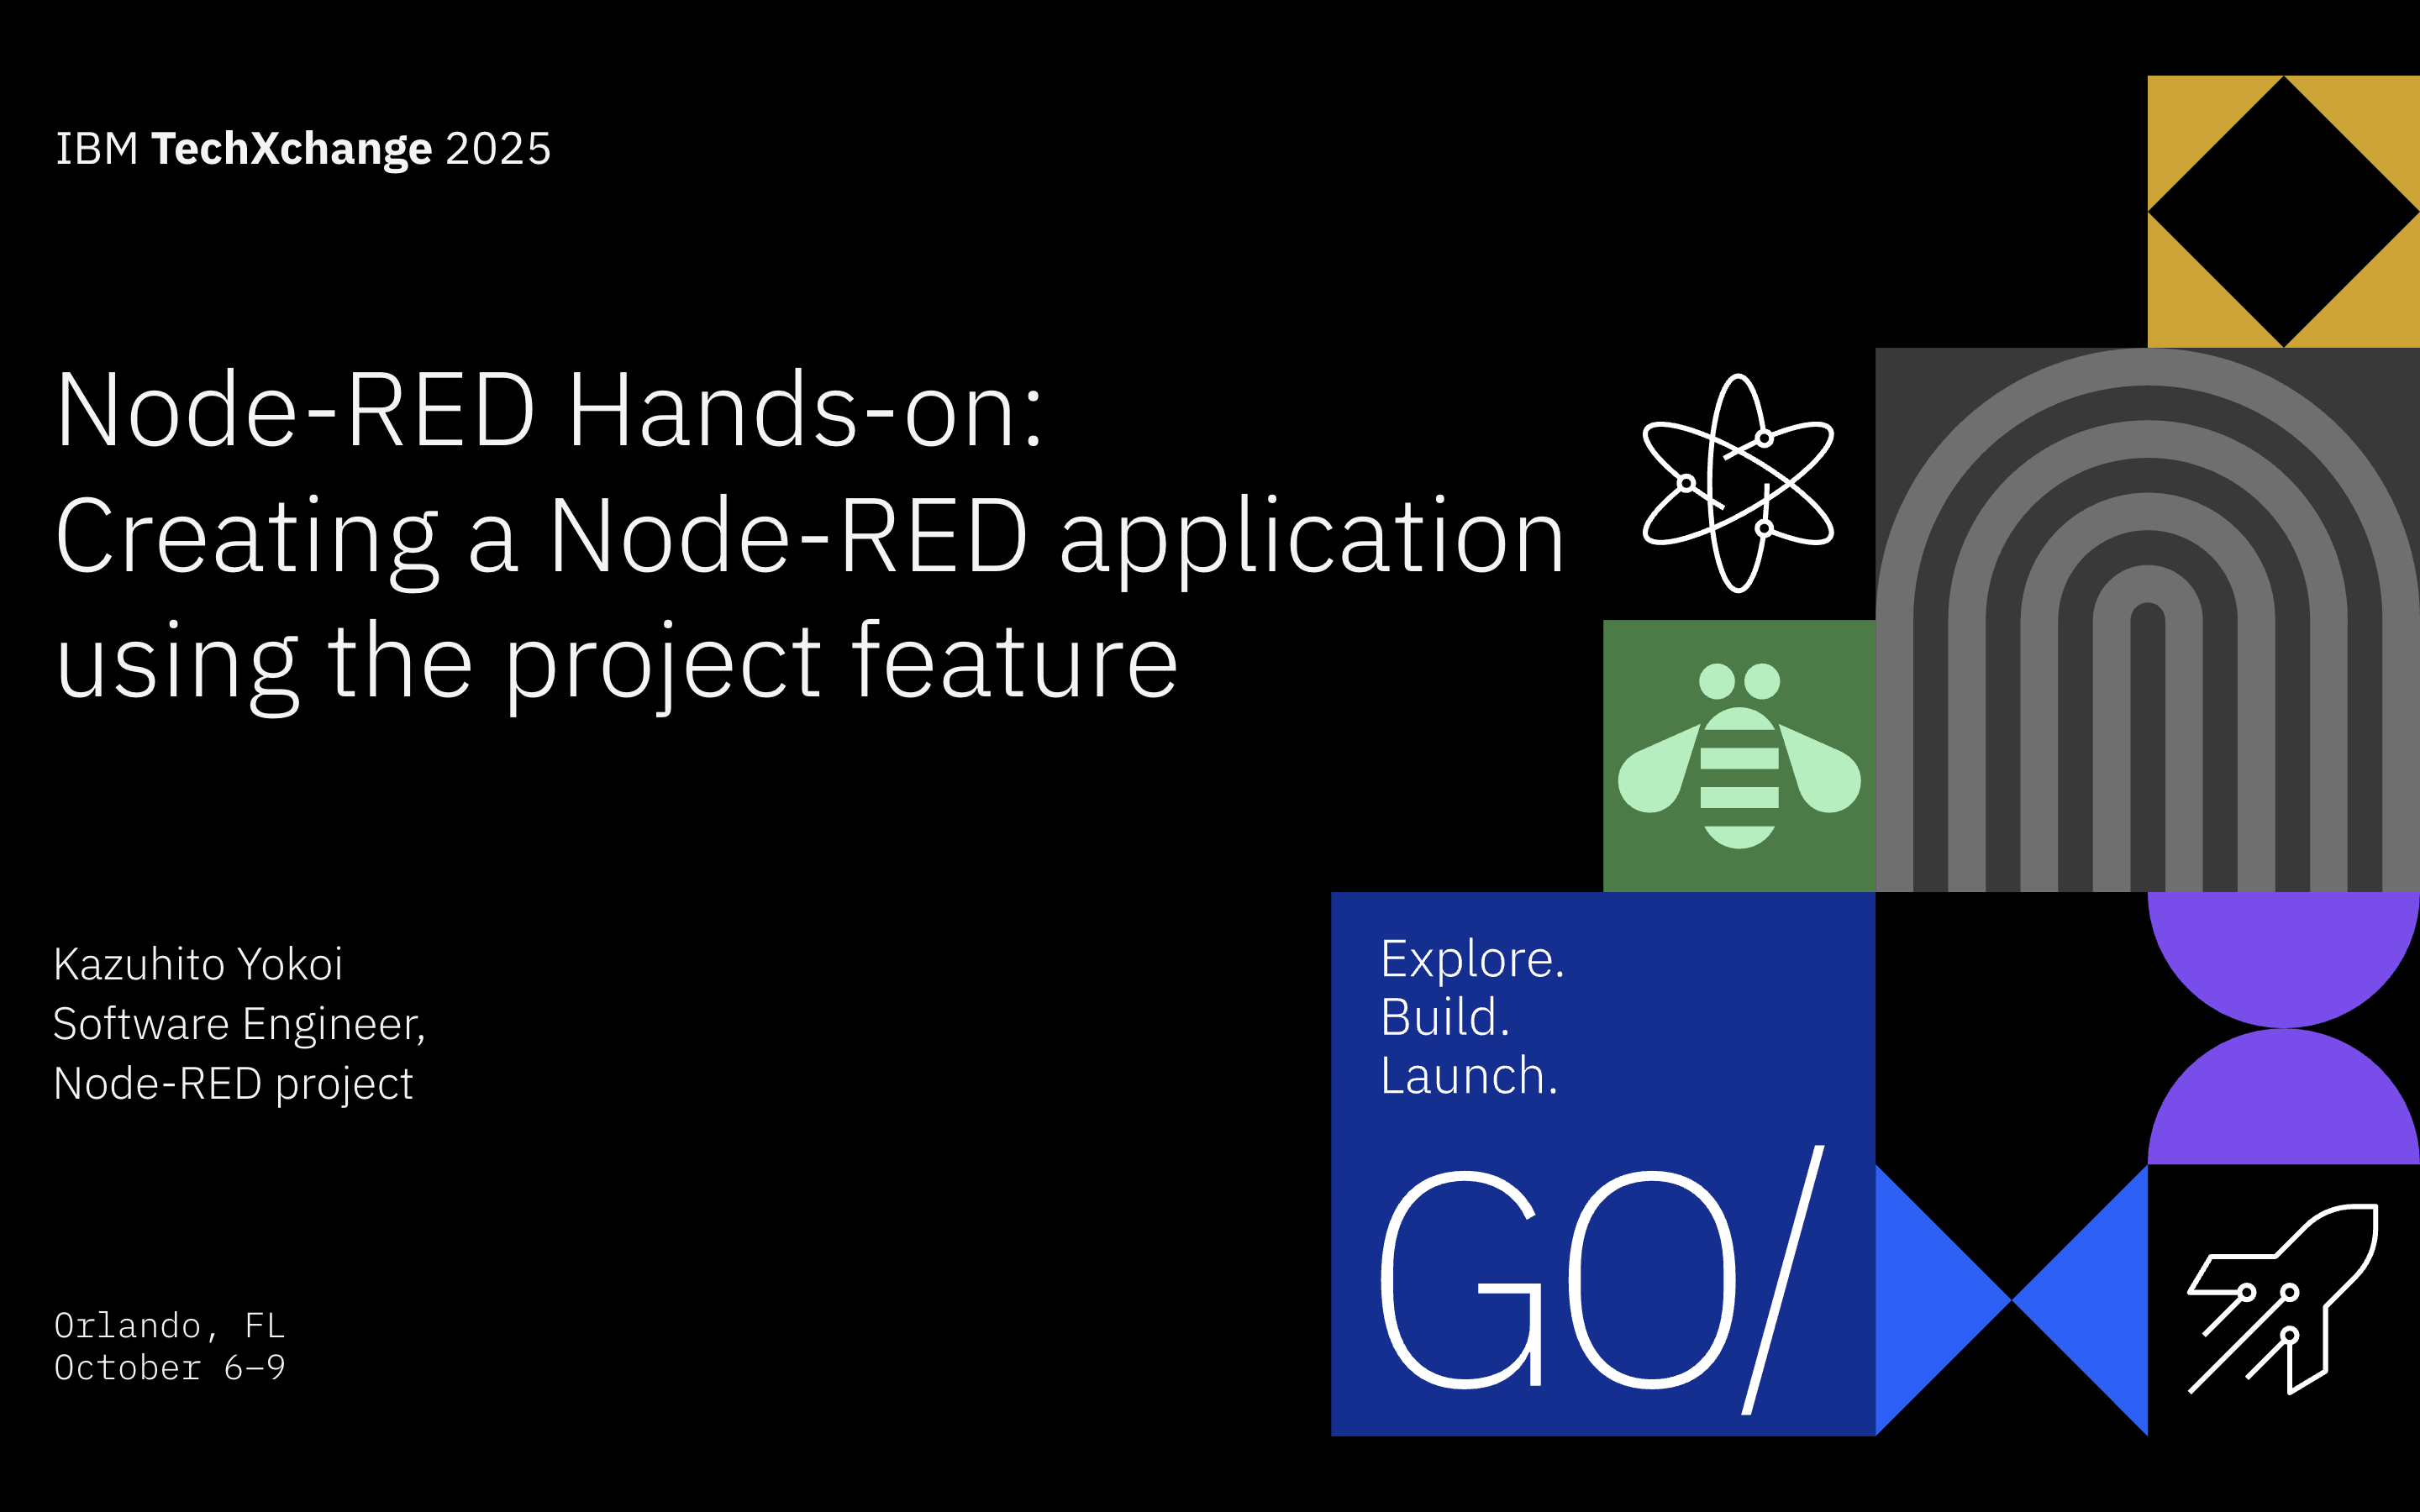 IBM TechXchange 2025
Node-RED Hands-on:
Creating a Node-RED application
using the project feature
Kazuhito Yokoi
Software Engineer,
Node-RED project
Orlando, FL
October 6–9
Explore.
Build.
Launch.
GO/